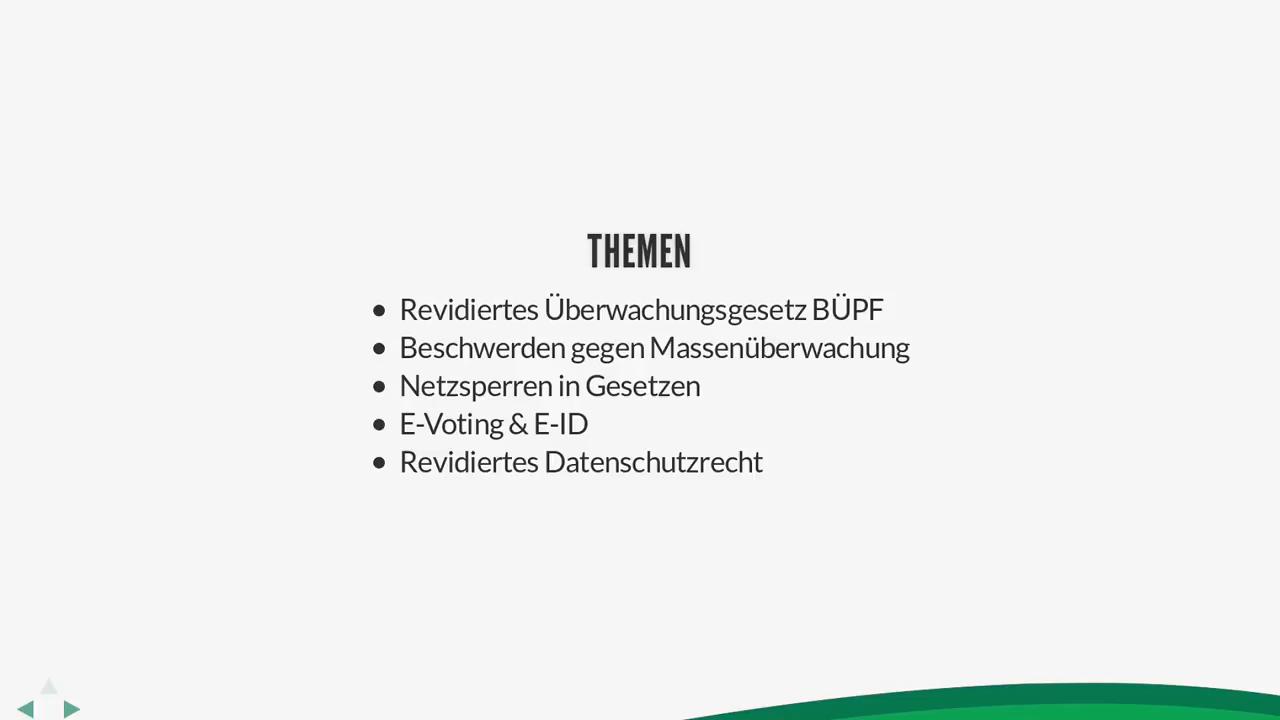 THEMEN
Revidiertes Überwachungsgesetz BÜPF
Beschwerden gegen Massenüberwachung
Netzsperren in Gesetzen
E-Voting & E-ID
Revidiertes Datenschutzrecht